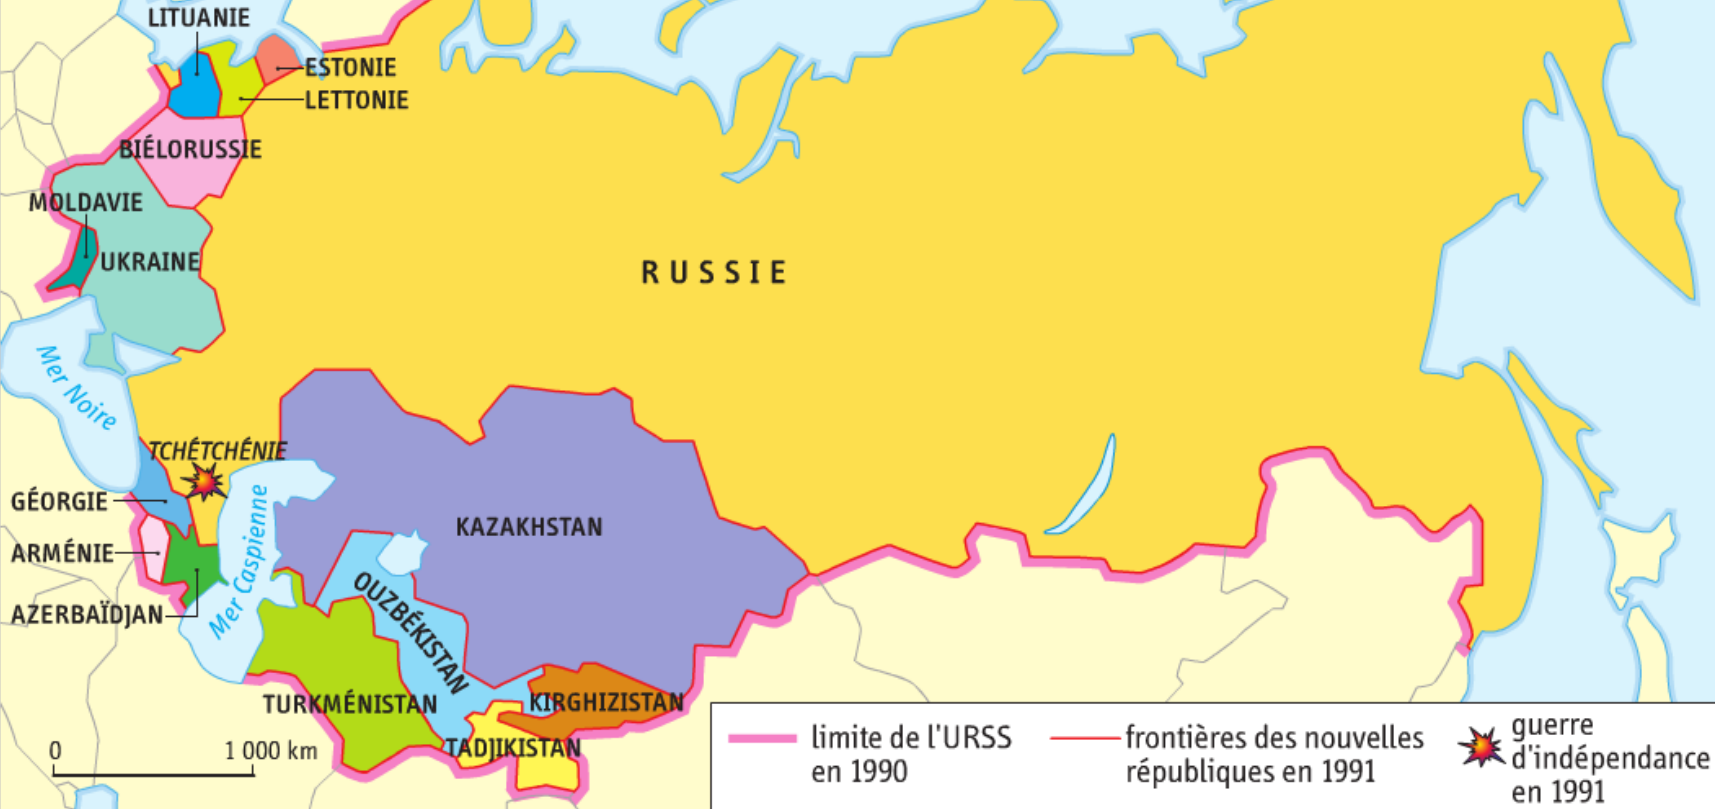 LITUANIE
ESTONIE
LETTONIE
BIÉLORUSSIE
MOLDAVIE
UKRAINE
RUSSIE
Mer Noire
TCHÉTCHÉNIE
GÉORGIE
Mer Caspienne
KAZAKHSTAN
ARMÉNIE
AZERBAÏDJAN
OUZBÉKISTAN
TURKMÉNISTAN
KIRGHIZISTAN
TADJIKISTAN
0 1 000 km
limite de l'URSS
en 1990
frontières des nouvelles
républiques en 1991
guerre
d'indépendance
en 1991